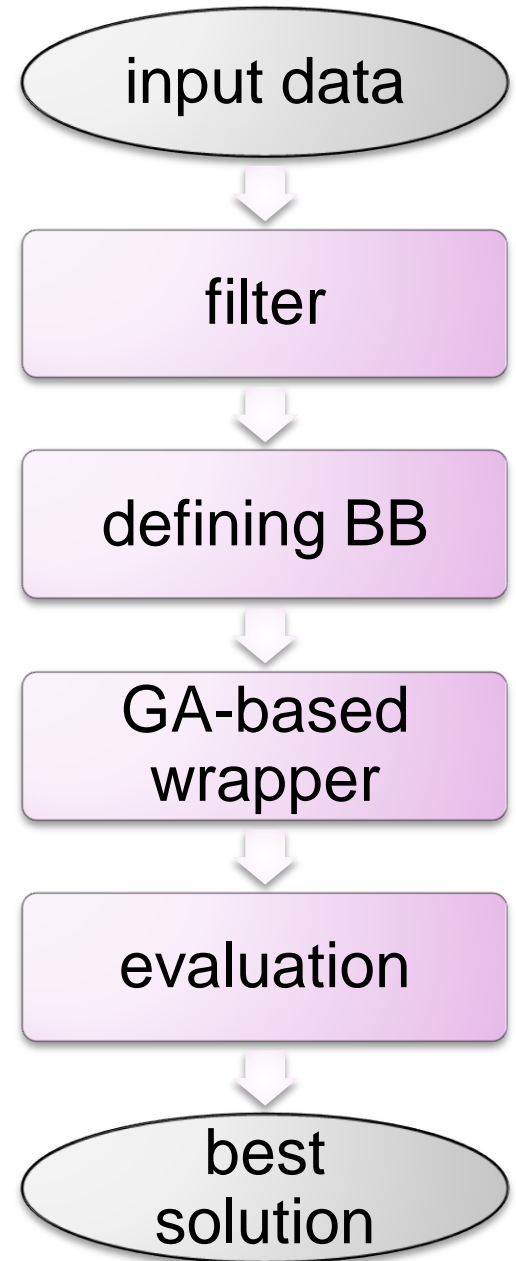 input data
filter
defining BB
GA-based
wrapper
evaluation
best
solution